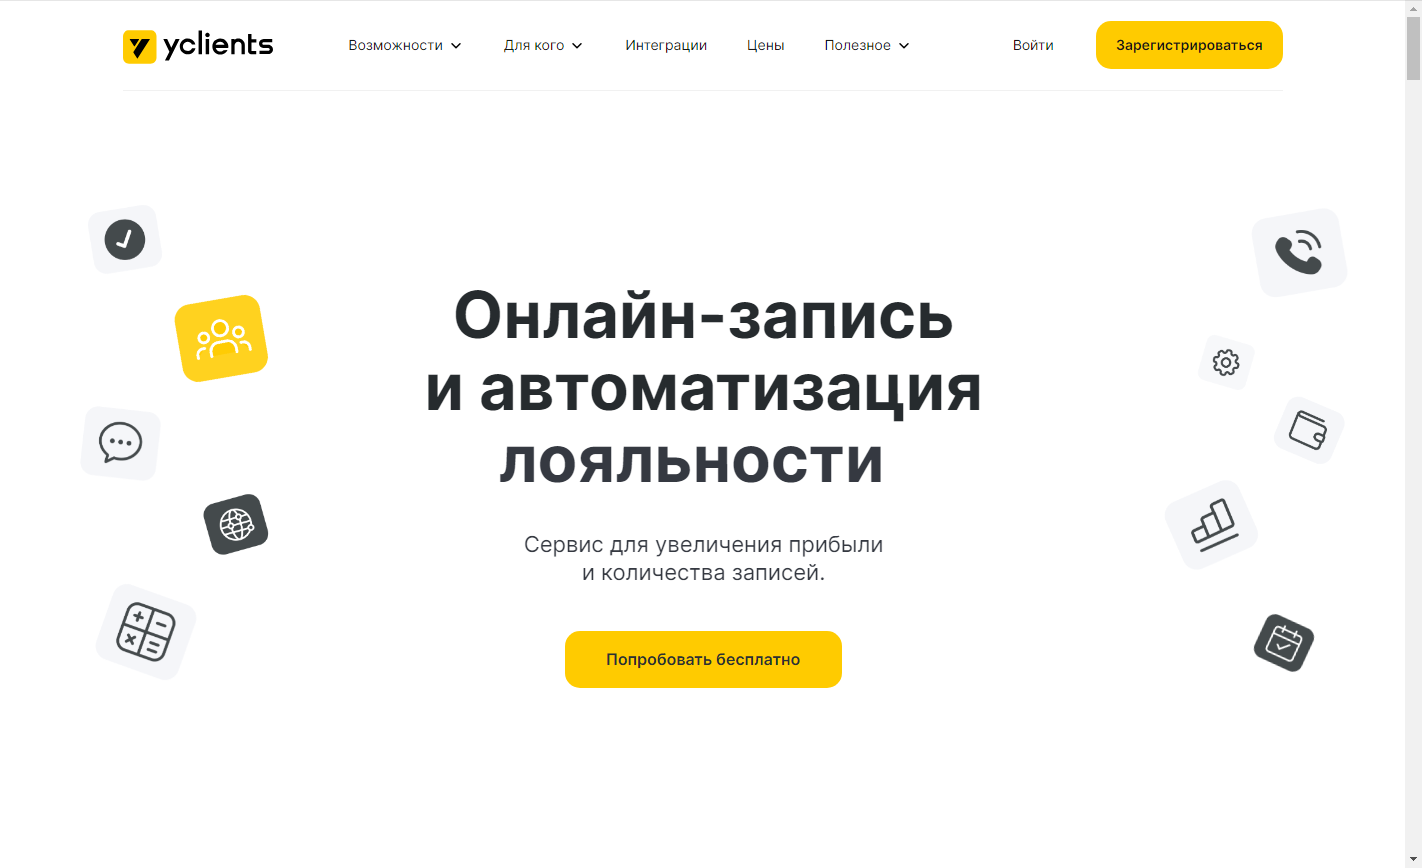 yclients
Возможности
Для кого
Интеграции
Цены
Полезное
Войти
Зарегистрироваться
Онлайн-запись
и автоматизация
лояльности
Сервис для увеличения прибыли
и количества записей.
Попробовать бесплатно